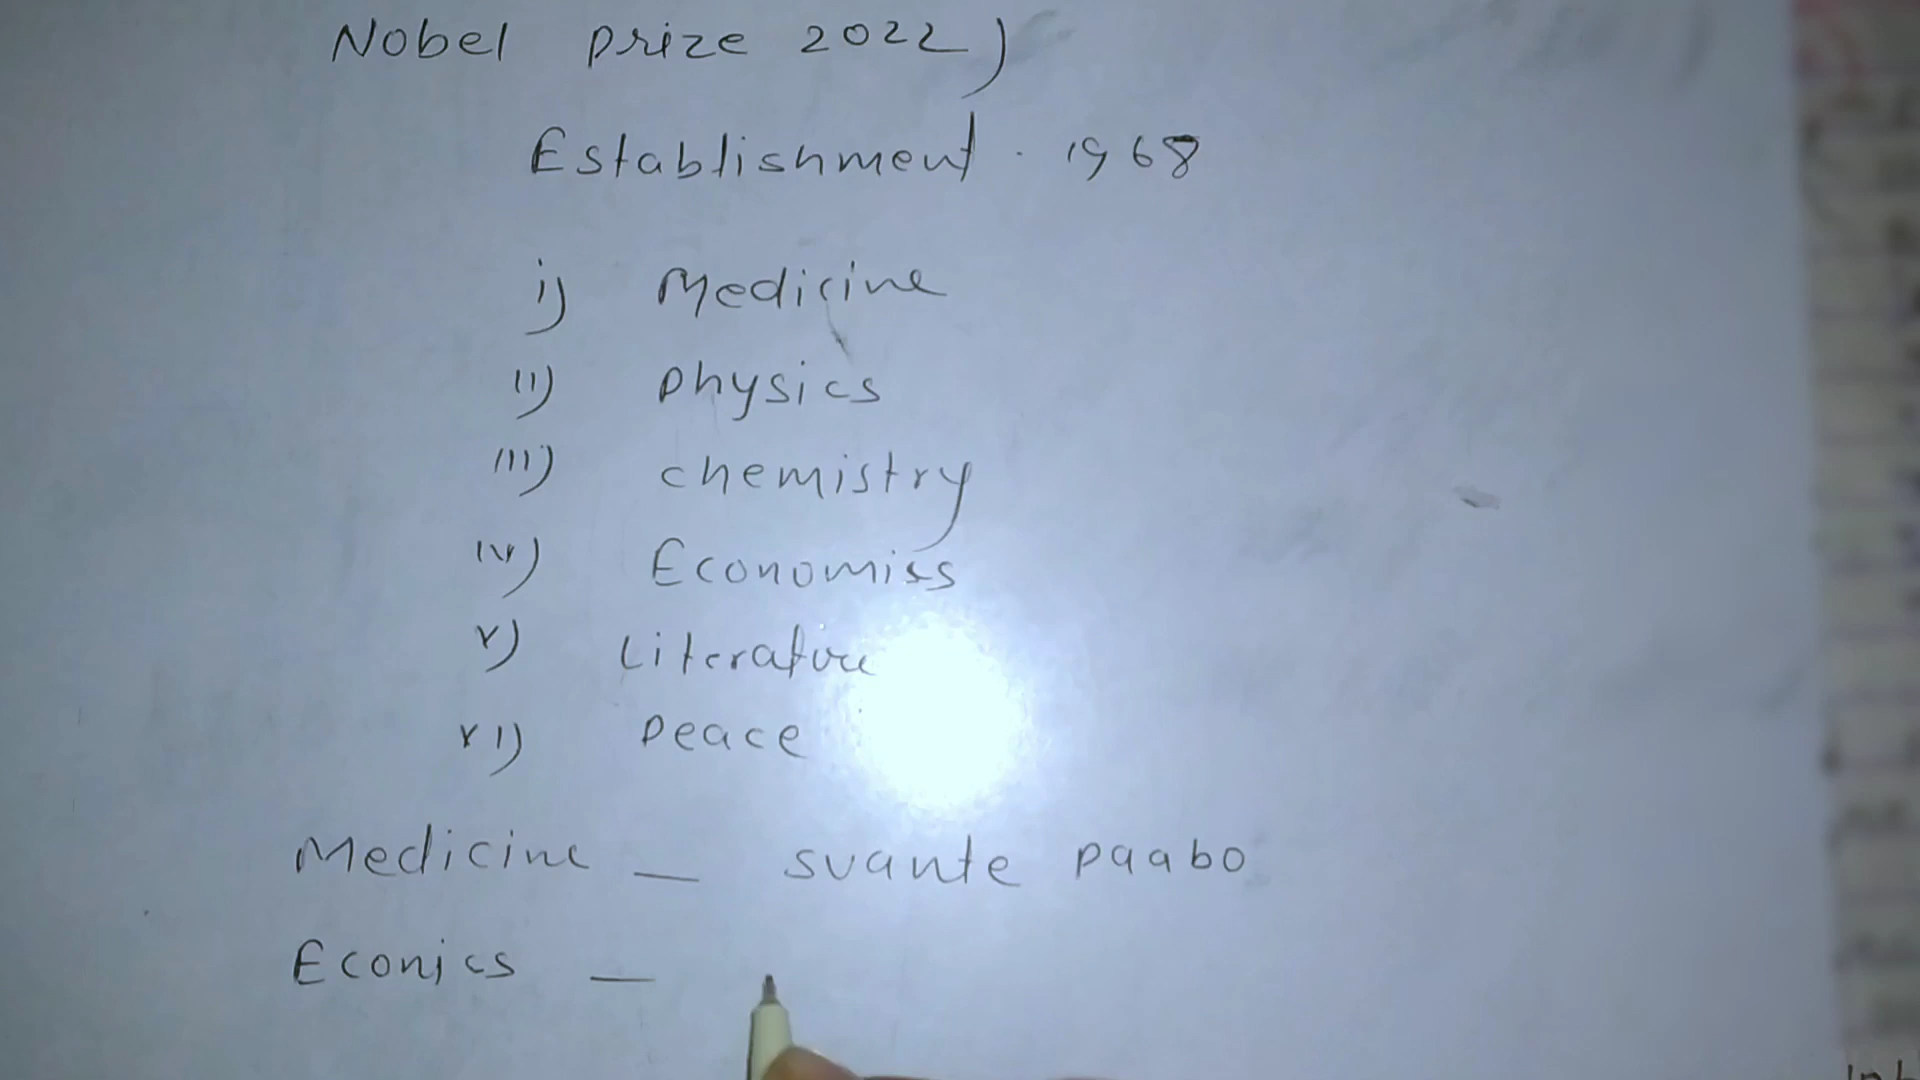 Nobel prize 2022)
Establishment . 1968
i) Medicine
ii) physics
iii) chemistry
iv) Economiss
v) Literature
vi) peace
Medicine _ svante paabo
Econics _